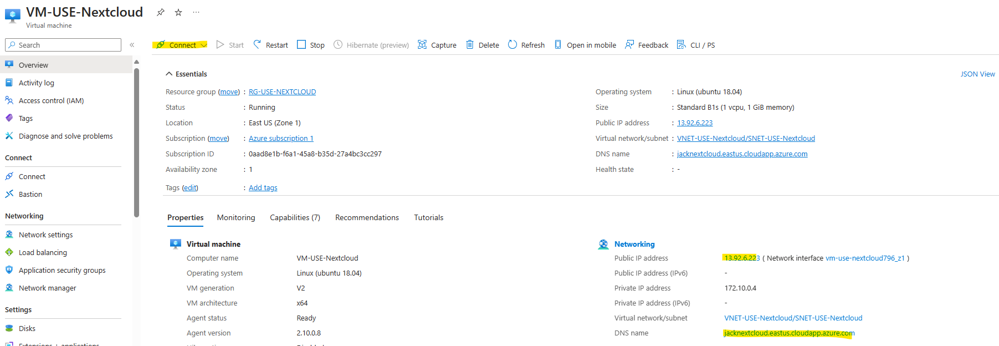 VM-USE-Nextcloud
Virtual machine
Search
Connect Start Restart Stop Hibernate (preview) Capture Delete Refresh Open in mobile Feedback CLI / PS
Overview
Activity log
Access control (IAM)
Tags
Diagnose and solve problems
Connect
Connect
Bastion
Networking
Network settings
Load balancing
Application security groups
Network manager
Settings
Disks
Essentials
JSON View
Resource group (move) : RG-USE-NEXTCLOUD
Status : Running
Location : East US (Zone 1)
Subscription (move) : Azure subscription 1
Subscription ID : 0aad8e1b-f6a1-45a8-b35d-27a4bc3cc297
Availability zone : 1
Tags (edit) : Add tags
Operating system : Linux (ubuntu 18.04)
Size : Standard B1s (1 vcpu, 1 GiB memory)
Public IP address : 13.92.6.223
Virtual network/subnet : VNET-USE-Nextcloud/SNET-USE-Nextcloud
DNS name : jacknextcloud.eastus.cloudapp.azure.com
Health state : -
Properties Monitoring Capabilities (7) Recommendations Tutorials
Virtual machine
Computer name VM-USE-Nextcloud
Operating system Linux (ubuntu 18.04)
VM generation V2
VM architecture x64
Agent status Ready
Agent version 2.10.0.8
Networking
Public IP address 13.92.6.223 ( Network interface vm-use-nextcloud796_z1 )
Public IP address (IPv6) -
Private IP address 172.10.0.4
Private IP address (IPv6) -
Virtual network/subnet VNET-USE-Nextcloud/SNET-USE-Nextcloud
DNS name jacknextcloud.eastus.cloudapp.azure.com